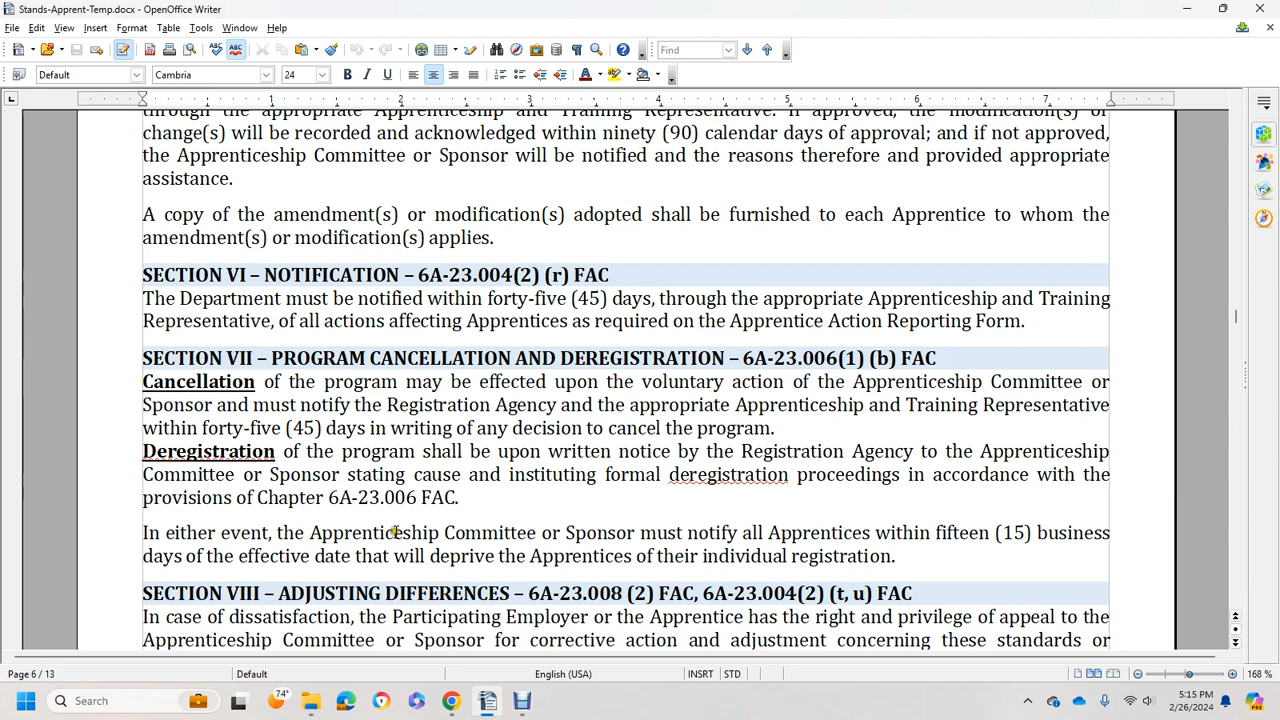 Stands-Apprent-Temp.docx - OpenOffice Writer
File Edit View Insert Format Table Tools Window Help
Find
Default Cambria 24
1 2 3 4 5 6 7
through the appropriate Apprenticeship and Training Representative. If approved, the modification(s) or
change(s) will be recorded and acknowledged within ninety (90) calendar days of approval; and if not approved,
the Apprenticeship Committee or Sponsor will be notified and the reasons therefore and provided appropriate
assistance.
A copy of the amendment(s) or modification(s) adopted shall be furnished to each Apprentice to whom the
amendment(s) or modification(s) applies.
SECTION VI – NOTIFICATION – 6A-23.004(2) (r) FAC
The Department must be notified within forty-five (45) days, through the appropriate Apprenticeship and Training
Representative, of all actions affecting Apprentices as required on the Apprentice Action Reporting Form.
SECTION VII – PROGRAM CANCELLATION AND DEREGISTRATION – 6A-23.006(1) (b) FAC
Cancellation of the program may be effected upon the voluntary action of the Apprenticeship Committee or
Sponsor and must notify the Registration Agency and the appropriate Apprenticeship and Training Representative
within forty-five (45) days in writing of any decision to cancel the program.
Deregistration of the program shall be upon written notice by the Registration Agency to the Apprenticeship
Committee or Sponsor stating cause and instituting formal deregistration proceedings in accordance with the
provisions of Chapter 6A-23.006 FAC.
In either event, the Apprenticeship Committee or Sponsor must notify all Apprentices within fifteen (15) business
days of the effective date that will deprive the Apprentices of their individual registration.
SECTION VIII – ADJUSTING DIFFERENCES – 6A-23.008 (2) FAC, 6A-23.004(2) (t, u) FAC
In case of dissatisfaction, the Participating Employer or the Apprentice has the right and privilege of appeal to the
Apprenticeship Committee or Sponsor for corrective action and adjustment concerning these standards or
Page 6 / 13 Default English (USA) INSRT STD 168 %
Search 74° 5:15 PM
2/26/2024